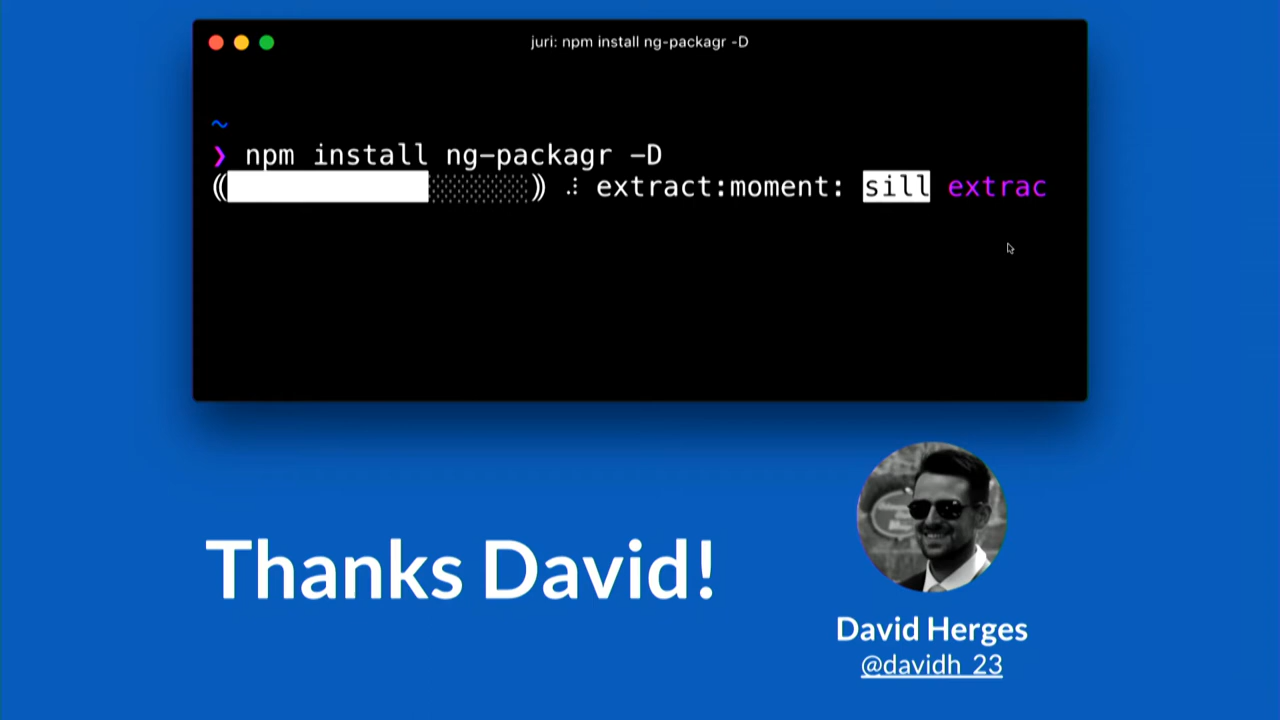 juri: npm install ng-packagr -D
~
❯ npm install ng-packagr -D
((██████░░░)) ⠼ extract:moment: sill extrac
Thanks David!
David Herges
@davidh_23